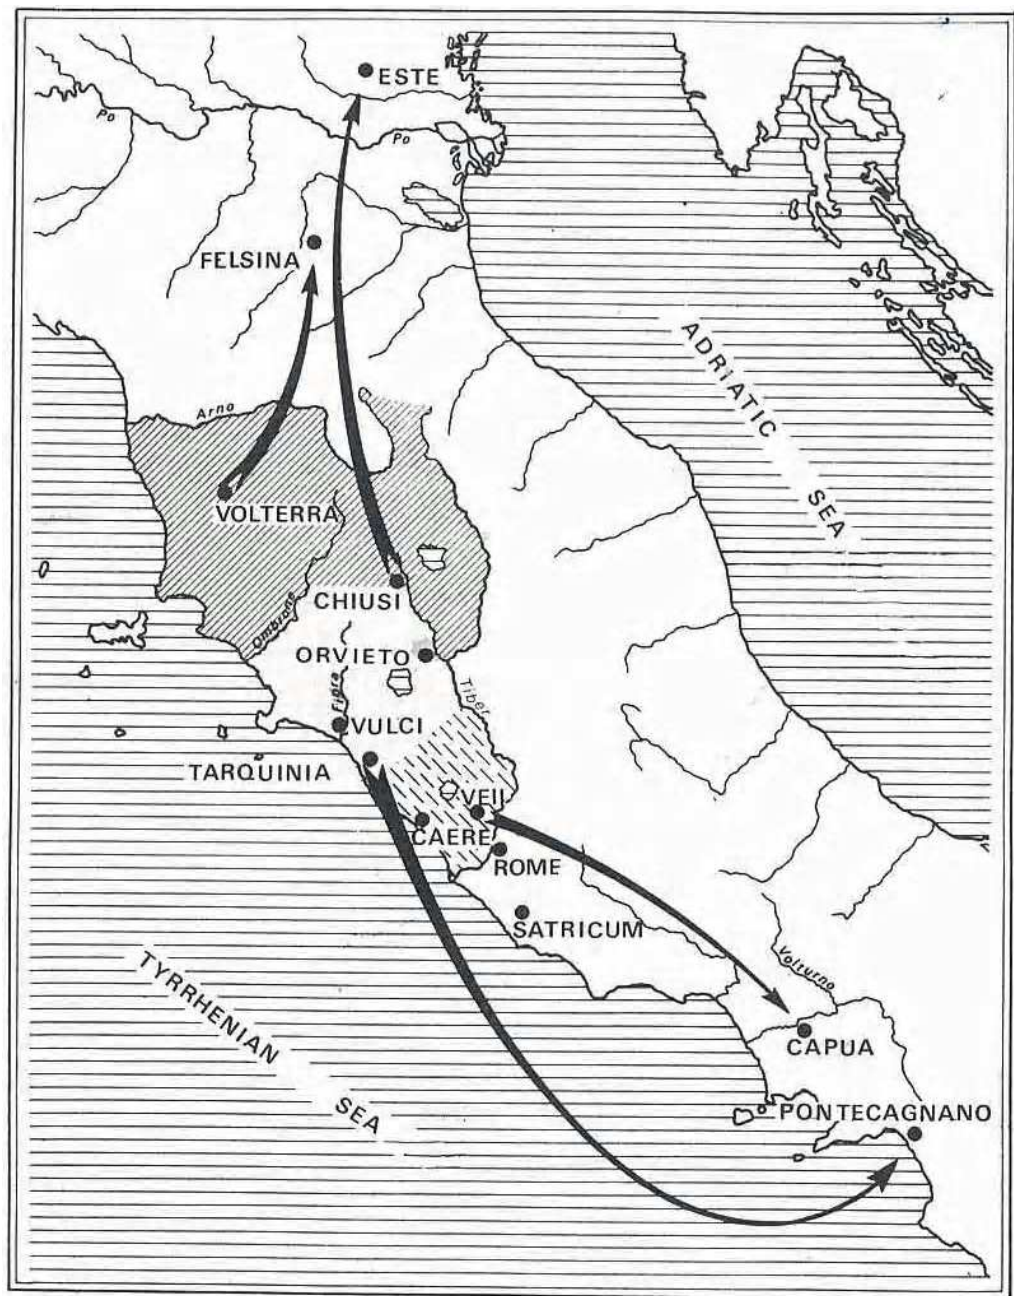 ESTE
Po
Po
FELSINA
ADRIATIC
SEA
Arno
VOLTERRA
CHIUSI
Ombrone
ORVIETO
Tiber
Fiora
VULCI
TARQUINIA
VEII
CAERE
ROME
SATRICUM
TYRRHENIAN
SEA
Volturno
CAPUA
PONTECAGNANO